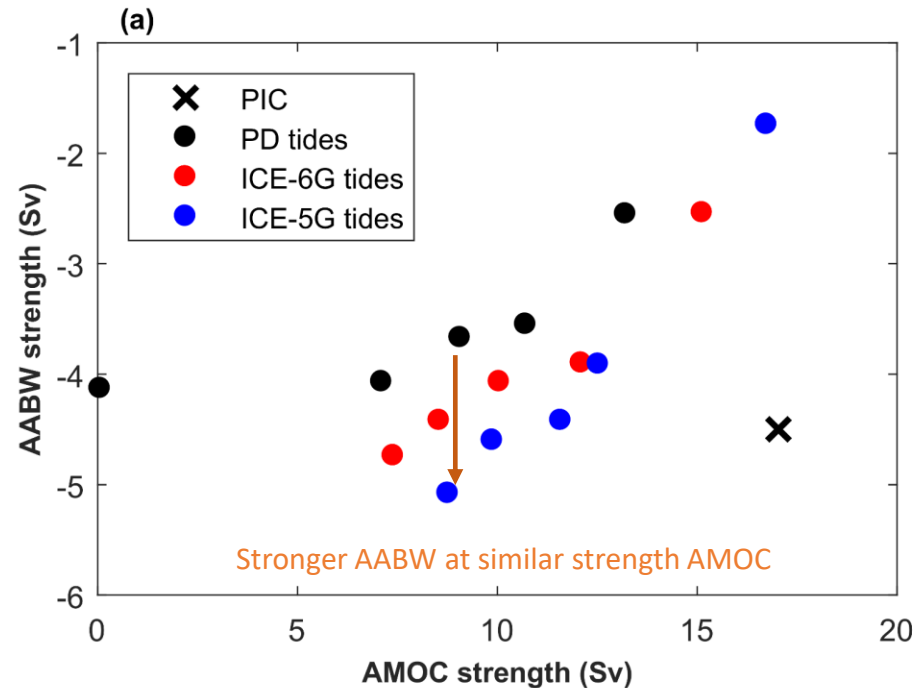 (a)
-1
-2
-3
-4
-5
-6
AABW strength (Sv)
PIC
PD tides
ICE-6G tides
ICE-5G tides
Stronger AABW at similar strength AMOC
0
5
10
15
20
AMOC strength (Sv)